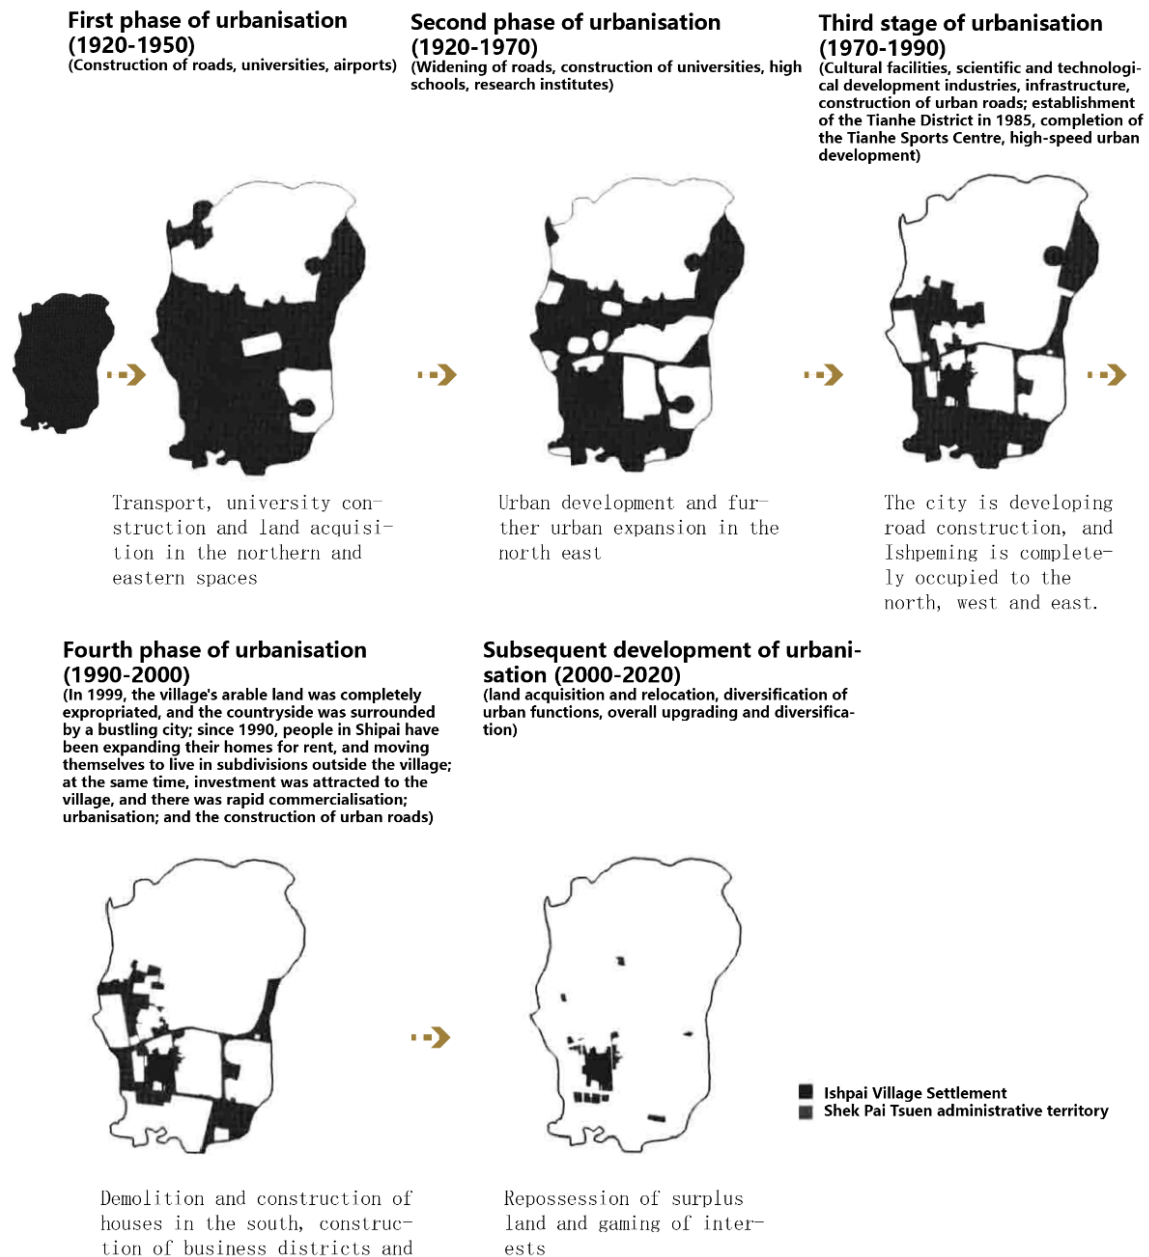 First phase of urbanisation
(1920-1950)
(Construction of roads, universities, airports)
Second phase of urbanisation
(1920-1970)
(Widening of roads, construction of universities, high
schools, research institutes)
Third stage of urbanisation
(1970-1990)
(Cultural facilities, scientific and technologi-
cal development industries, infrastructure,
construction of urban roads; establishment
of the Tianhe District in 1985, completion of
the Tianhe Sports Centre, high-speed urban
development)
Transport, university con-
struction and land acquisi-
tion in the northern and
eastern spaces
Urban development and fur-
ther urban expansion in the
north east
The city is developing
road construction, and
Ishpeming is complete-
ly occupied to the
north, west and east.
Fourth phase of urbanisation
(1990-2000)
(In 1999, the village's arable land was completely
expropriated, and the countryside was surrounded
by a bustling city; since 1990, people in Shipai have
been expanding their homes for rent, and moving
themselves to live in subdivisions outside the village;
at the same time, investment was attracted to the
village, and there was rapid commercialisation;
urbanisation; and the construction of urban roads)
Subsequent development of urbani-
sation (2000-2020)
(land acquisition and relocation, diversification of
urban functions, overall upgrading and diversifica-
tion)
Ishpai Village Settlement
Shek Pai Tsuen administrative territory
Demolition and construction of
houses in the south, construc-
tion of business districts and
Repossession of surplus
land and gaming of inter-
ests